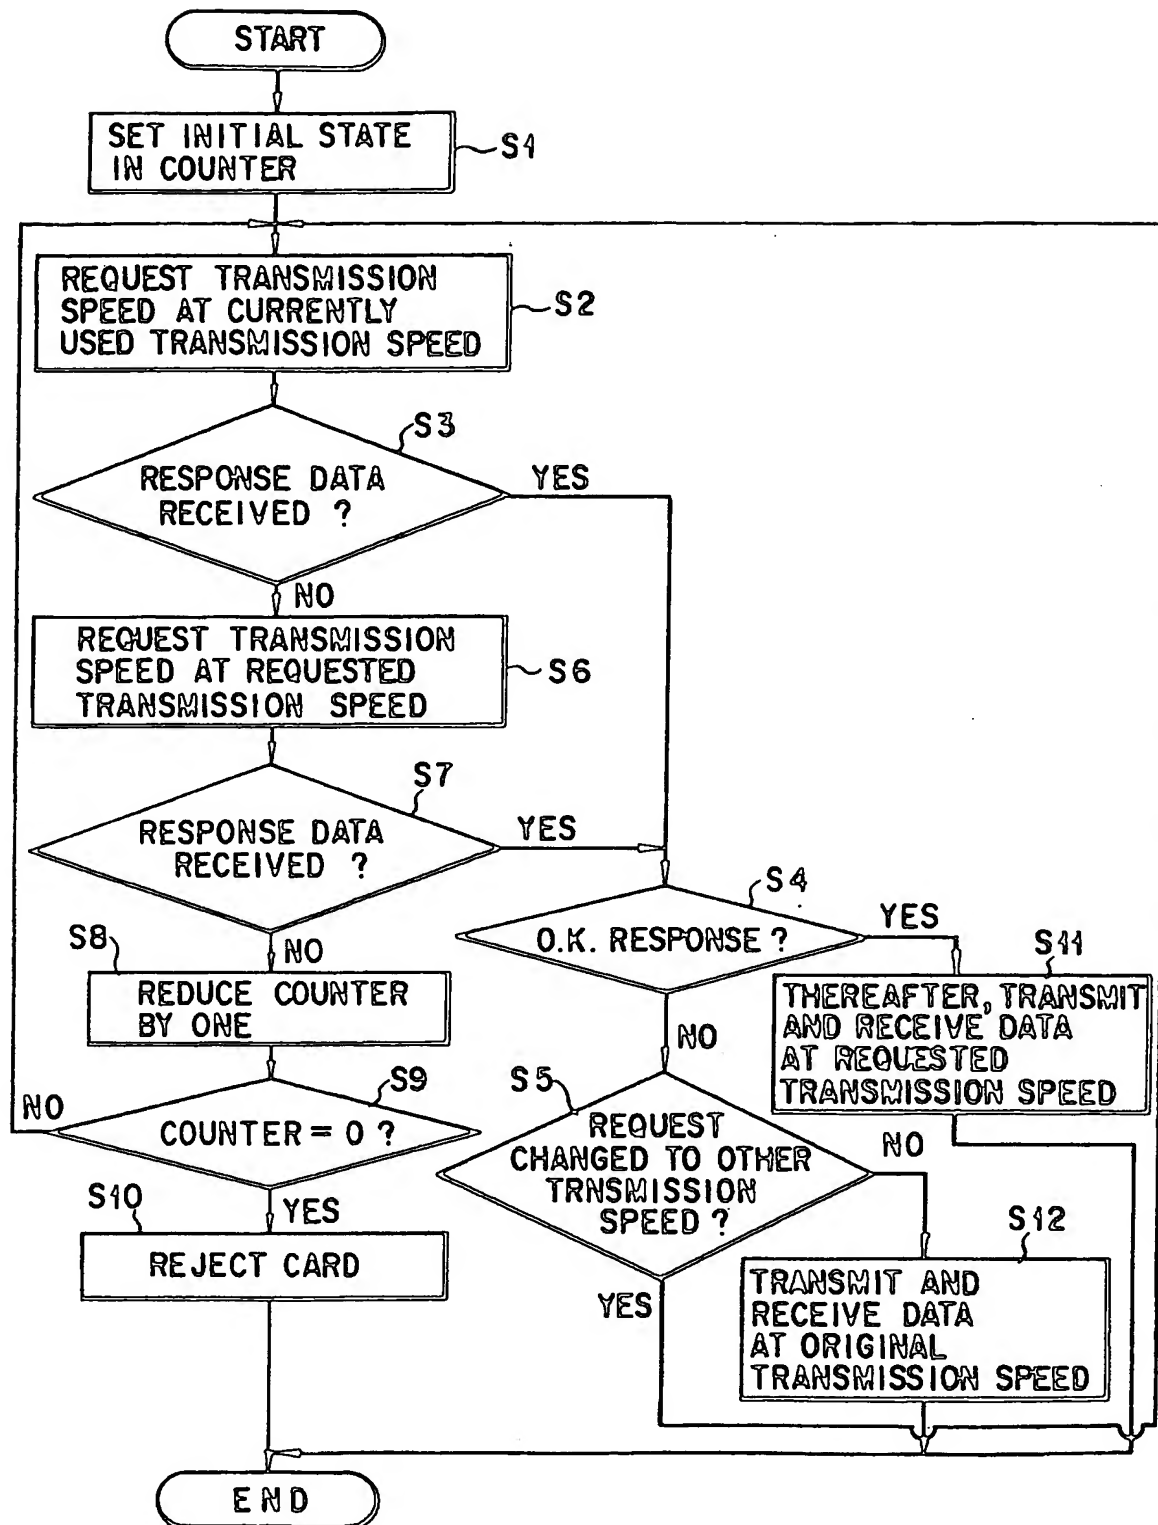 START
SET INITIAL STATE
IN COUNTER
S1
REQUEST TRANSMISSION
SPEED AT CURRENTLY
USED TRANSMISSION SPEED
S2
S3
RESPONSE DATA
RECEIVED ?
YES
NO
REQUEST TRANSMISSION
SPEED AT REQUESTED
TRANSMISSION SPEED
S6
S7
RESPONSE DATA
RECEIVED ?
YES
S4
O.K. RESPONSE ?
YES
NO
S8
NO
REDUCE COUNTER
BY ONE
S11
THEREAFTER, TRANSMIT
AND RECEIVE DATA
AT REQUESTED
TRANSMISSION SPEED
S9
COUNTER = 0 ?
NO
YES
S5
REQUEST
CHANGED TO OTHER
TRNSMISSION
SPEED ?
NO
YES
S10
REJECT CARD
S12
TRANSMIT AND
RECEIVE DATA
AT ORIGINAL
TRANSMISSION SPEED
END